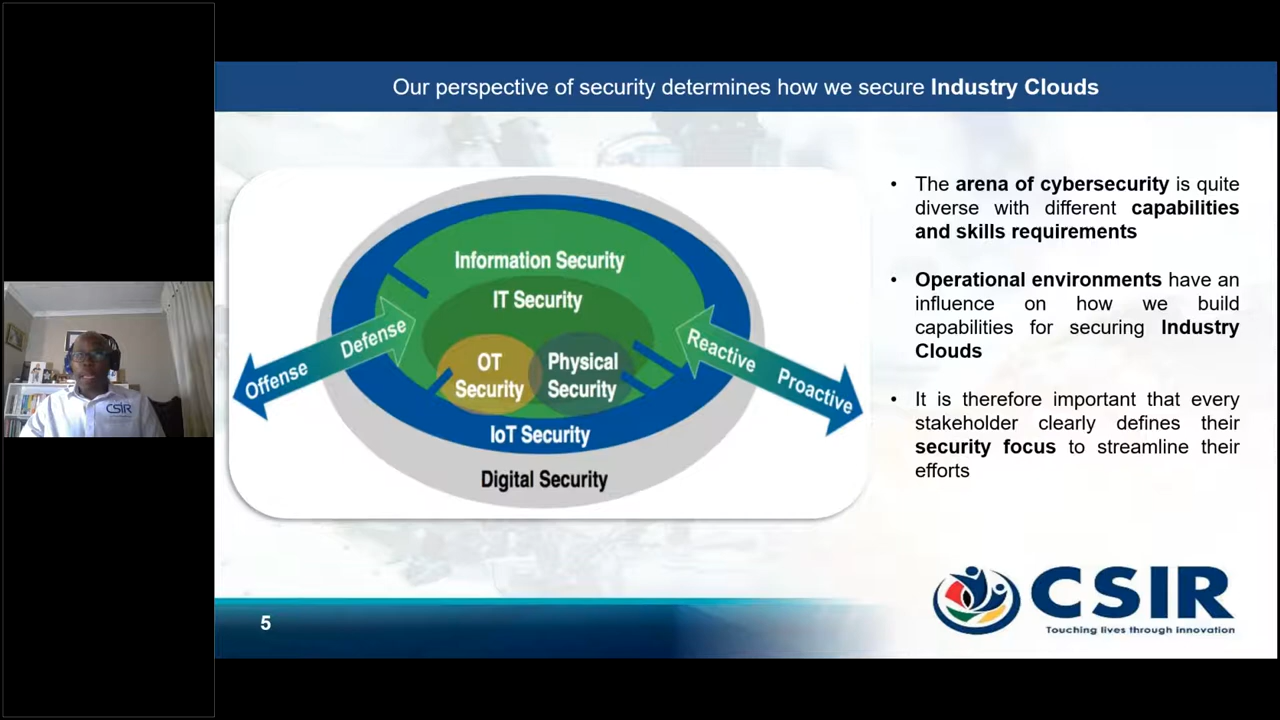 Our perspective of security determines how we secure Industry Clouds
Information Security
IT Security
OT
Security
Physical
Security
IoT Security
Digital Security
Offense Defense
Reactive Proactive
• The arena of cybersecurity is quite
diverse with different capabilities
and skills requirements
• Operational environments have an
influence on how we build
capabilities for securing Industry
Clouds
• It is therefore important that every
stakeholder clearly defines their
security focus to streamline their
efforts
CSIR
5
CSIR
Touching lives through innovation